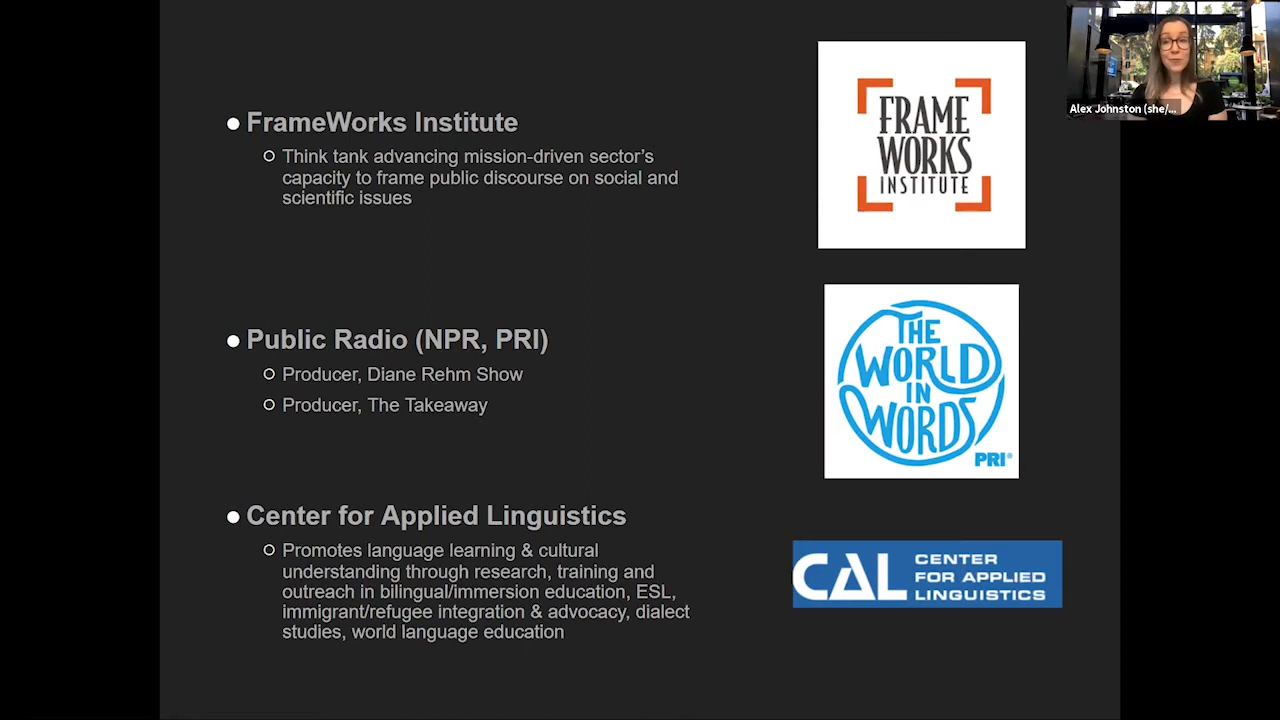 FrameWorks Institute
Think tank advancing mission-driven sector's
capacity to frame public discourse on social and
scientific issues
FRAME
WORKS
INSTITUTE
Alex Johnston (she/...
Public Radio (NPR, PRI)
Producer, Diane Rehm Show
Producer, The Takeaway
THE
WORLD
IN
WORDS
PRI®
Center for Applied Linguistics
Promotes language learning & cultural
understanding through research, training and
outreach in bilingual/immersion education, ESL,
immigrant/refugee integration & advocacy, dialect
studies, world language education
CAL
CENTER
FOR APPLIED
LINGUISTICS